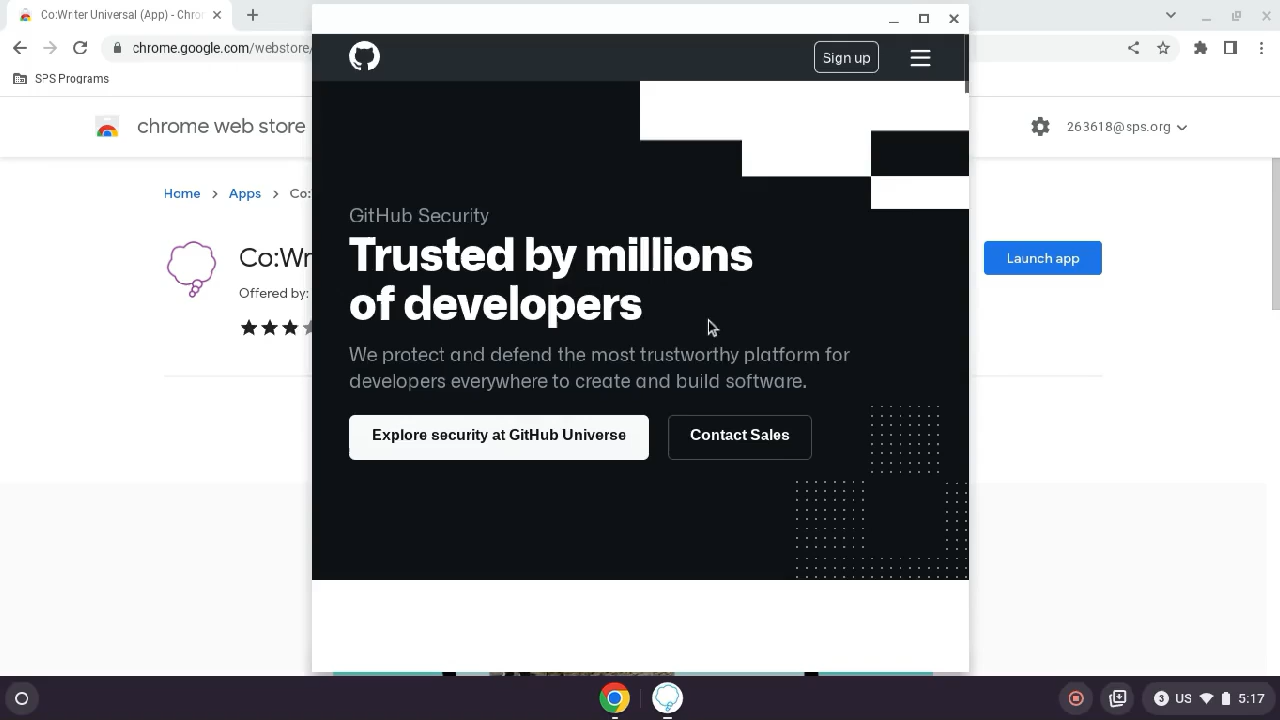 Co:Writer Universal (App) - Chror
chrome.google.com/webstore/
SPS Programs
Sign up
chrome web store
263618@sps.org
Home > Apps > Co:
Co:Wr
Offered by:
Launch app
GitHub Security
Trusted by millions
of developers
We protect and defend the most trustworthy platform for
developers everywhere to create and build software.
Explore security at GitHub Universe
Contact Sales
3 US 5:17